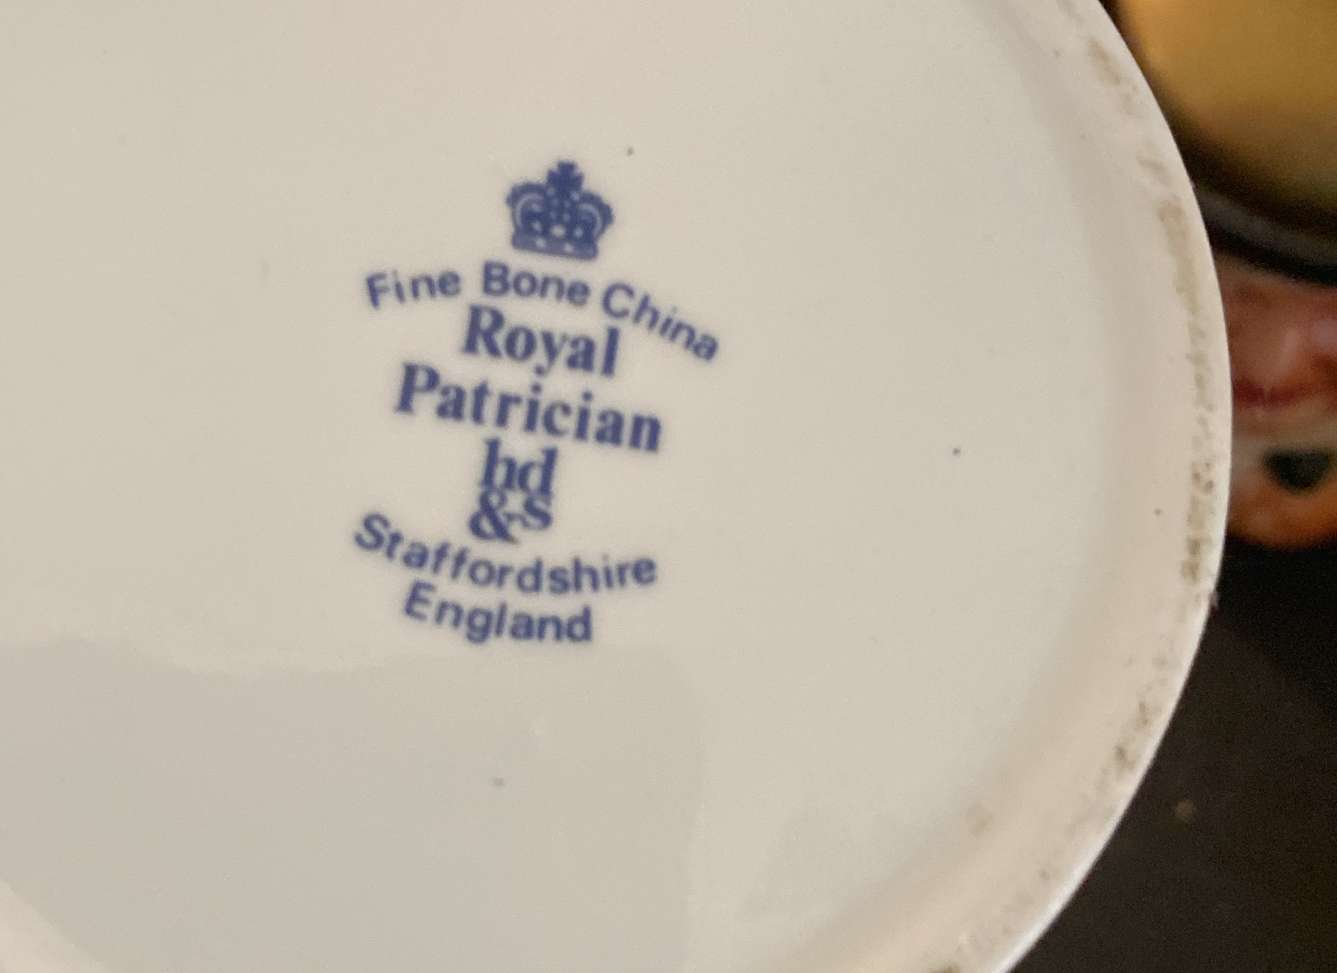 Fine Bone China
Royal
Patrician
hd
&s
Staffordshire
England